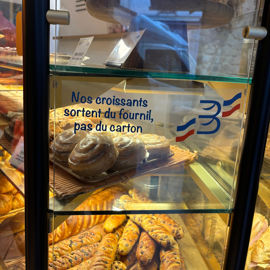 Nos croissants
sortent du fournil,
pas du carton